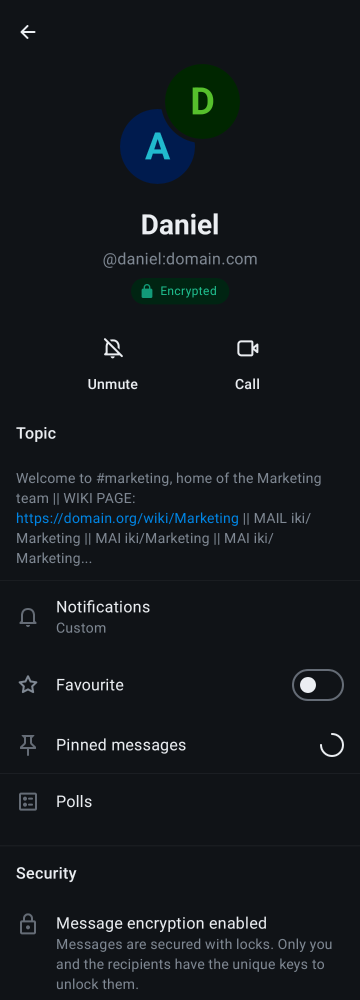 D
A
Daniel
@daniel:domain.com
Encrypted
Unmute
Call
Topic
Welcome to #marketing, home of the Marketing
team || WIKI PAGE:
https://domain.org/wiki/Marketing || MAIL iki/
Marketing || MAI iki/Marketing || MAI iki/
Marketing...
Notifications
Custom
Favourite
Pinned messages
Polls
Security
Message encryption enabled
Messages are secured with locks. Only you
and the recipients have the unique keys to
unlock them.